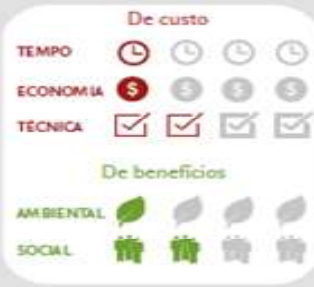 De custo
TEMPO
ECONOMIA
TÉCNICA
De benefícios
AMBIENTAL
SOCIAL